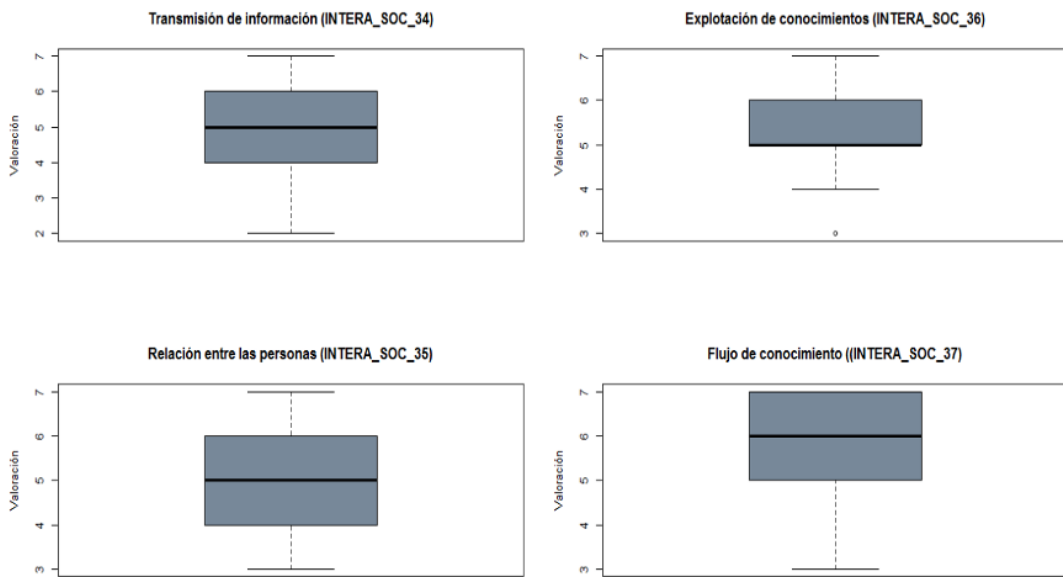 Transmisión de información (INTERA_SOC_34)
Valoración
7
6
5
4
3
2
Explotación de conocimientos (INTERA_SOC_36)
Valoración
7
6
5
4
3
Relación entre las personas (INTERA_SOC_35)
Valoración
7
6
5
4
3
Flujo de conocimiento ((INTERA_SOC_37)
Valoración
7
6
5
4
3